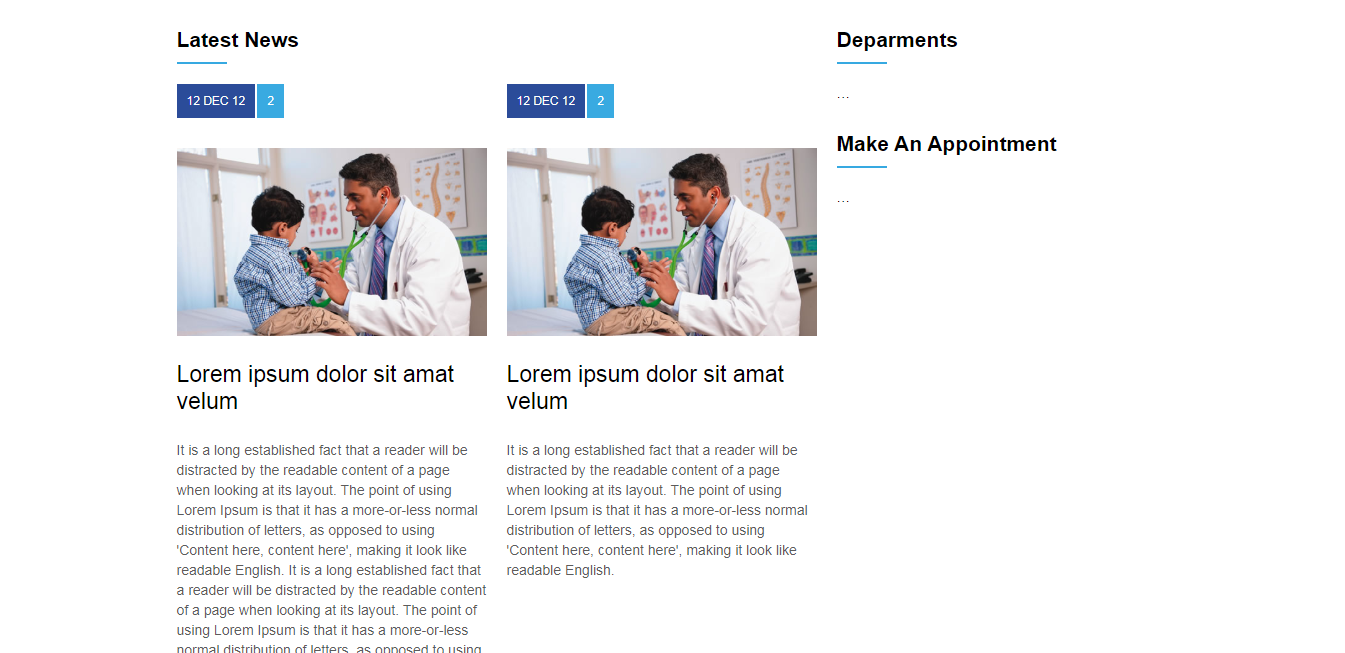 Latest News
12 DEC 12
2
Lorem ipsum dolor sit amat
velum
It is a long established fact that a reader will be
distracted by the readable content of a page
when looking at its layout. The point of using
Lorem Ipsum is that it has a more-or-less normal
distribution of letters, as opposed to using
'Content here, content here', making it look like
readable English. It is a long established fact that
a reader will be distracted by the readable content
of a page when looking at its layout. The point of
using Lorem Ipsum is that it has a more-or-less
normal distribution of letters, as opposed to using
12 DEC 12
2
Lorem ipsum dolor sit amat
velum
It is a long established fact that a reader will be
distracted by the readable content of a page
when looking at its layout. The point of using
Lorem Ipsum is that it has a more-or-less normal
distribution of letters, as opposed to using
'Content here, content here', making it look like
readable English.
Deparments
...
Make An Appointment
...